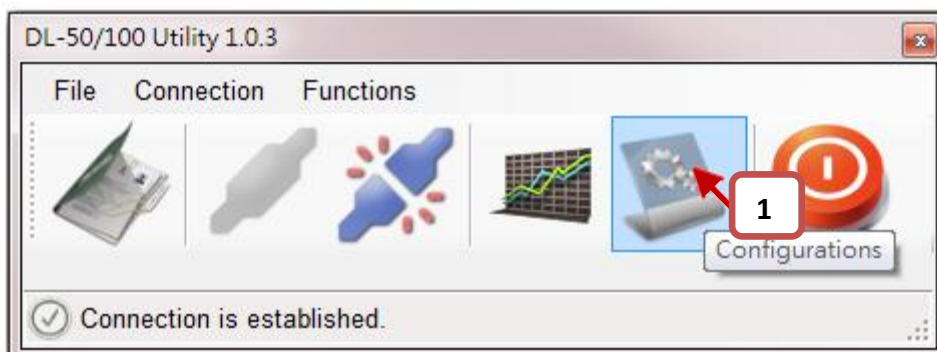 DL-50/100 Utility 1.0.3
File Connection Functions
1
Configurations
Connection is established.